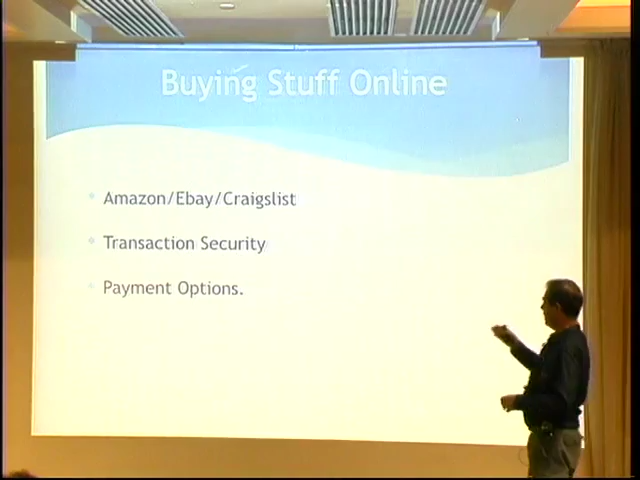 Buying Stuff Online
Amazon/Ebay/Craigslist
Transaction Security
Payment Options.